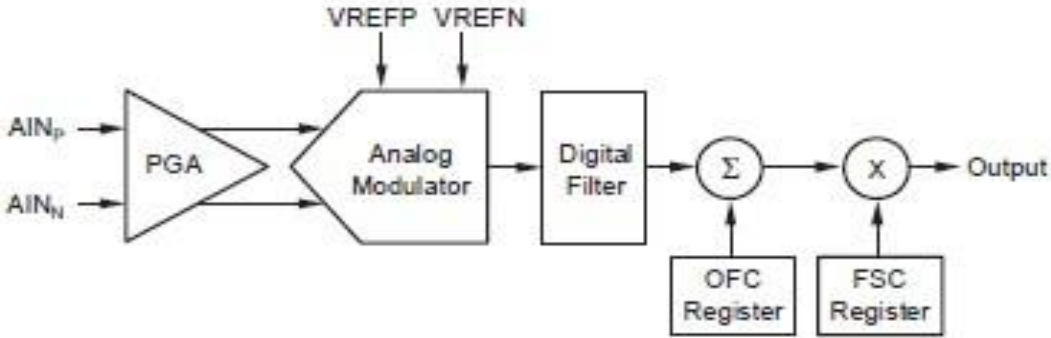 VREFP VREFN
AINP
AINN
PGA
Analog
Modulator
Digital
Filter
Σ
X
Output
OFC
Register
FSC
Register